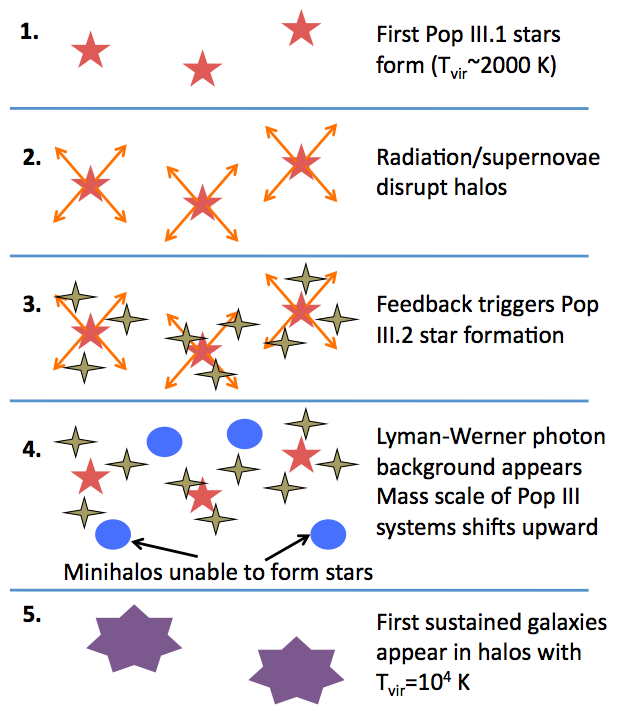 1.
First Pop III.1 stars
form (Tvir~2000 K)
2.
Radiation/supernovae
disrupt halos
3.
Feedback triggers Pop
III.2 star formation
4.
Lyman-Werner photon
background appears
Mass scale of Pop III
systems shifts upward
Minihalos unable to form stars
5.
First sustained galaxies
appear in halos with
Tvir=10⁴ K